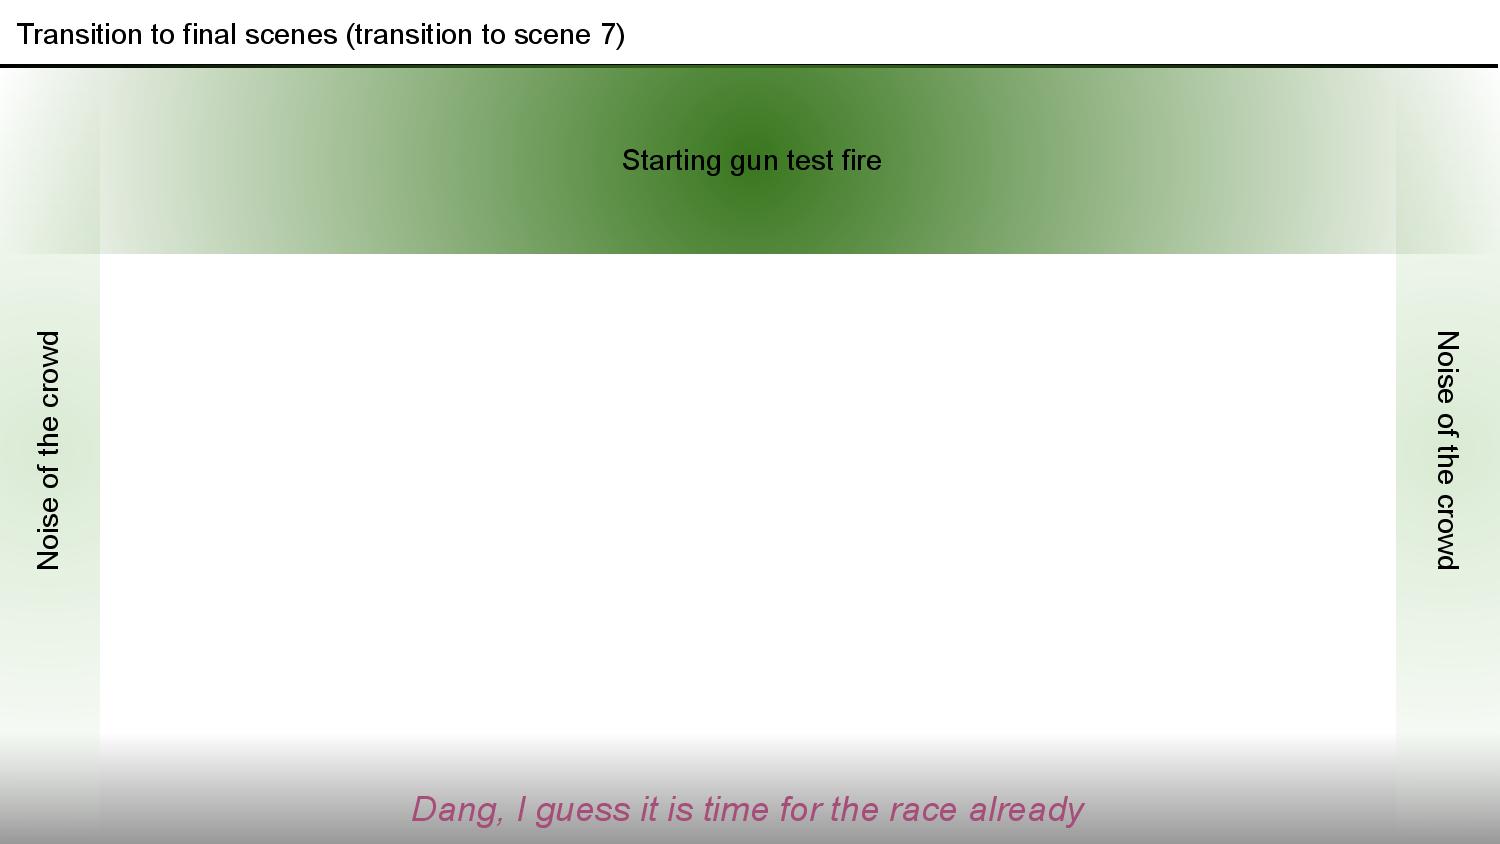 Transition to final scenes (transition to scene 7)
Starting gun test fire
Noise of the crowd
Noise of the crowd
Dang, I guess it is time for the race already